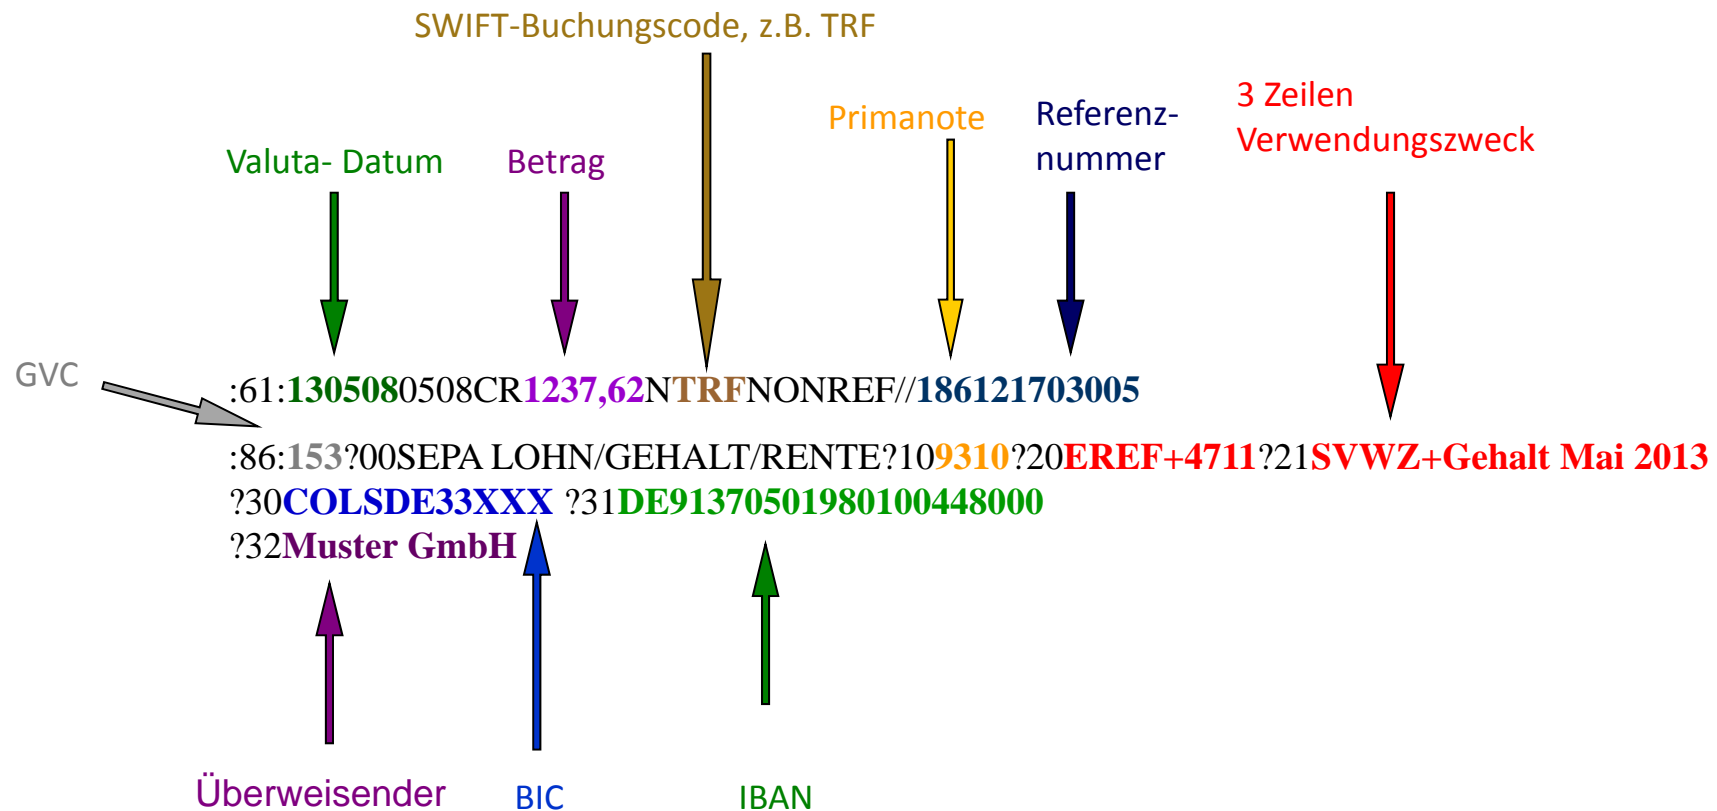 SWIFT-Buchungscode, z.B. TRF
3 Zeilen
Verwendungszweck
Primanote
Referenz-
nummer
Valuta- Datum
Betrag
GVC
:61:1305080508CR1237,62NTRFNONREF//186121703005
:86:153?00SEPA LOHN/GEHALT/RENTE?109310?20EREF+4711?21SVWZ+Gehalt Mai 2013
?30COLSDE33XXX ?31DE91370501980100448000
?32Muster GmbH
Überweisender
BIC
IBAN